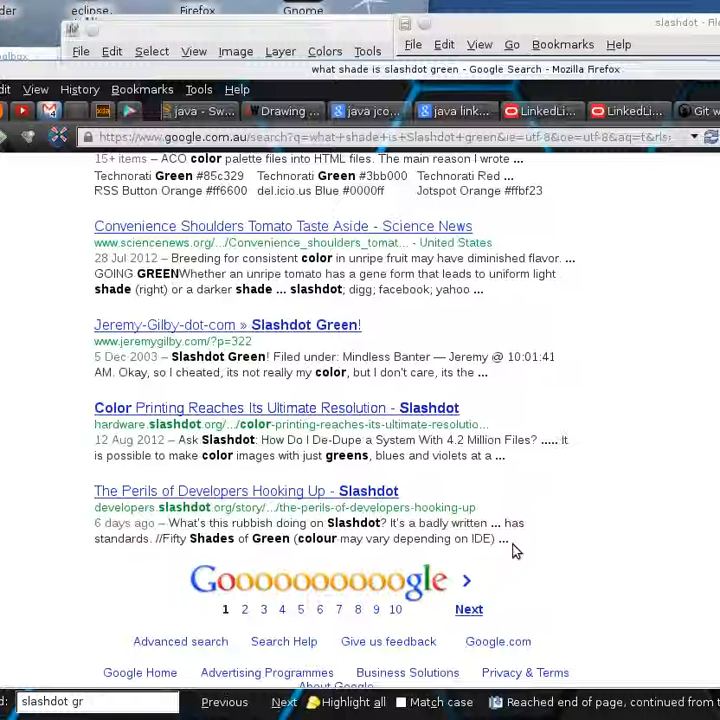 der
eclipse.
Firefox
Gnome
File Edit Select View Image Layer Colors Tools
slashdot - Fi
File Edit View Go Bookmarks Help
oolbox
what shade is slashdot green - Google Search - Mozilla Firefox
dit View History Bookmarks Tools Help
java - Sw... Drawing ... java jco... java link... LinkedLi... LinkedLi... Git w
https://www.google.com.au/search?q=what+shade+is+Slashdot+green&ie=utf-8&oe=utf-8&aq=t&rls
15+ items – ACO color palette files into HTML files. The main reason I wrote ...
Technorati Green #85c329 Technorati Green #3bb000 Technorati Red ...
RSS Button Orange #ff6600 del.icio.us Blue #0000ff Jotspot Orange #ffbf23
Convenience Shoulders Tomato Taste Aside - Science News
www.sciencenews.org/.../Convenience_shoulders_tomat... - United States
28 Jul 2012 – Breeding for consistent color in unripe fruit may have diminished flavor. ...
GOING GREENWhether an unripe tomato has a gene form that leads to uniform light
shade (right) or a darker shade ... slashdot; digg; facebook; yahoo ...
Jeremy-Gilby-dot-com » Slashdot Green!
www.jeremygilby.com/?p=322
5 Dec 2003 – Slashdot Green! Filed under: Mindless Banter — Jeremy @ 10:01:41
AM. Okay, so I cheated, its not really my color, but I don't care, its the ...
Color Printing Reaches Its Ultimate Resolution - Slashdot
hardware.slashdot.org/.../color-printing-reaches-its-ultimate-resolutio...
12 Aug 2012 – Ask Slashdot: How Do I De-Dupe a System With 4.2 Million Files? ..... It
is possible to make color images with just greens, blues and violets at a ...
The Perils of Developers Hooking Up - Slashdot
developers.slashdot.org/story/.../the-perils-of-developers-hooking-up
6 days ago – What's this rubbish doing on Slashdot? It's a badly written ... has
standards. //Fifty Shades of Green (colour may vary depending on IDE) ...
Goooooooooogle >
1 2 3 4 5 6 7 8 9 10 Next
Advanced search Search Help Give us feedback Google.com
Google Home Advertising Programmes Business Solutions Privacy & Terms
About Google
slashdot gr Previous Next Highlight all Match case Reached end of page, continued from t